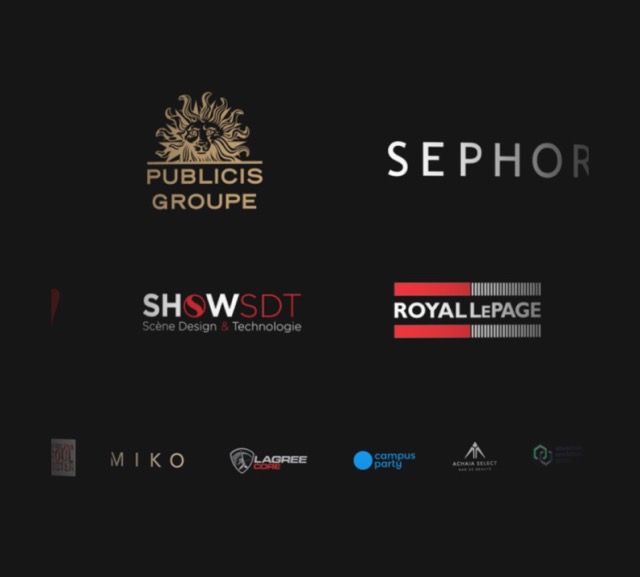 PUBLICIS
GROUPE
SEPHOR
SHOWSDT
Scène Design & Technologie
ROYAL LEPAGE
MIKO
LAGREE
CORE
campus
party
ACHAIA SELECT